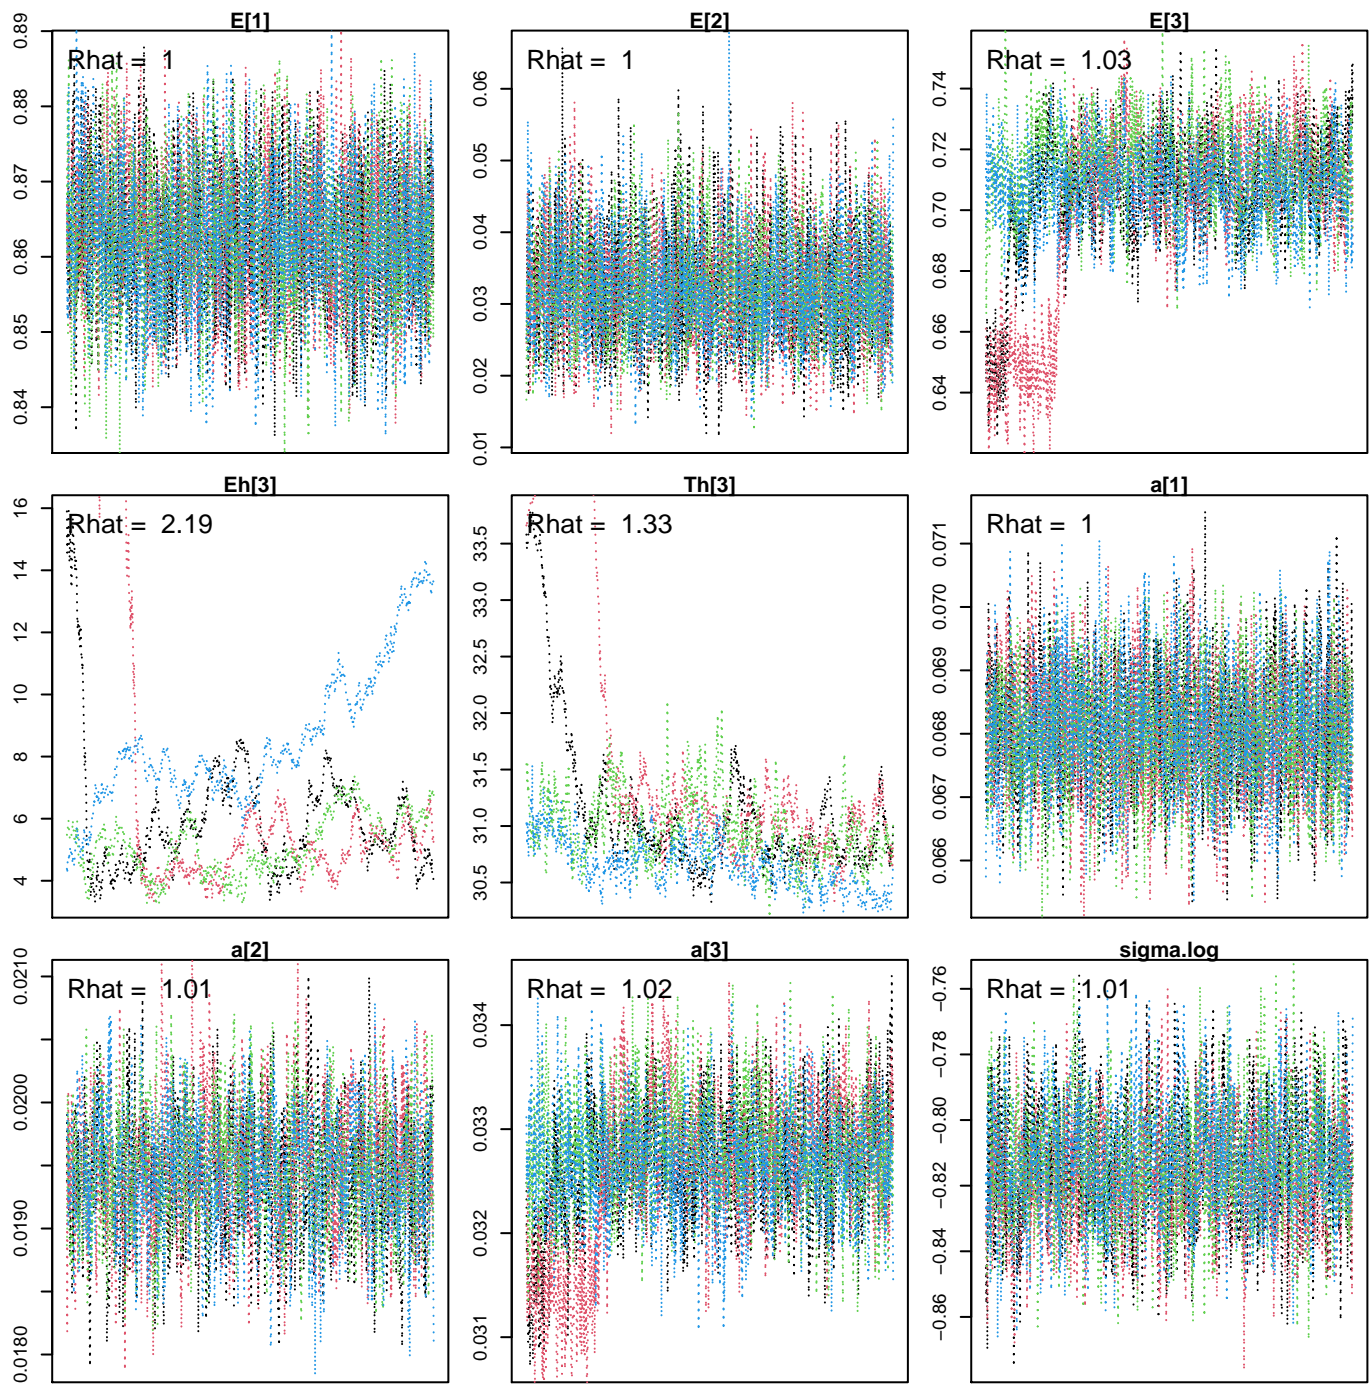 E[1]
Rhat = 1
0.89
0.88
0.87
0.86
0.85
0.84
E[2]
Rhat = 1
0.06
0.05
0.04
0.03
0.02
0.01
E[3]
Rhat = 1.03
0.74
0.72
0.70
0.68
0.66
0.64
Eh[3]
Rhat = 2.19
16
14
12
10
8
6
4
Th[3]
Rhat = 1.33
33.5
33.0
32.5
32.0
31.5
31.0
30.5
a[1]
Rhat = 1
0.071
0.070
0.069
0.068
0.067
0.066
a[2]
Rhat = 1.01
0.0210
0.0200
0.0190
0.0180
a[3]
Rhat = 1.02
0.034
0.033
0.032
0.031
sigma.log
Rhat = 1.01
−0.76
−0.78
−0.80
−0.82
−0.84
−0.86